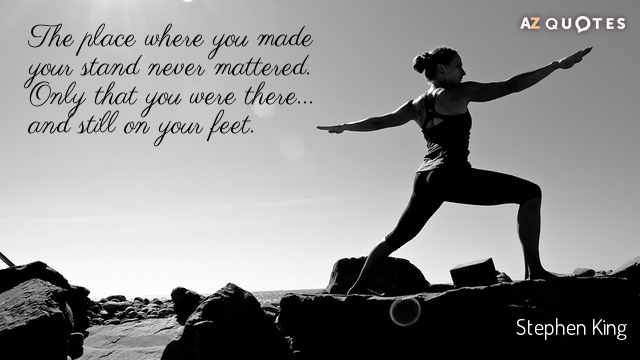 AZ QUOTES
The place where you made
your stand never mattered.
Only that you were there...
and still on your feet.
Stephen King